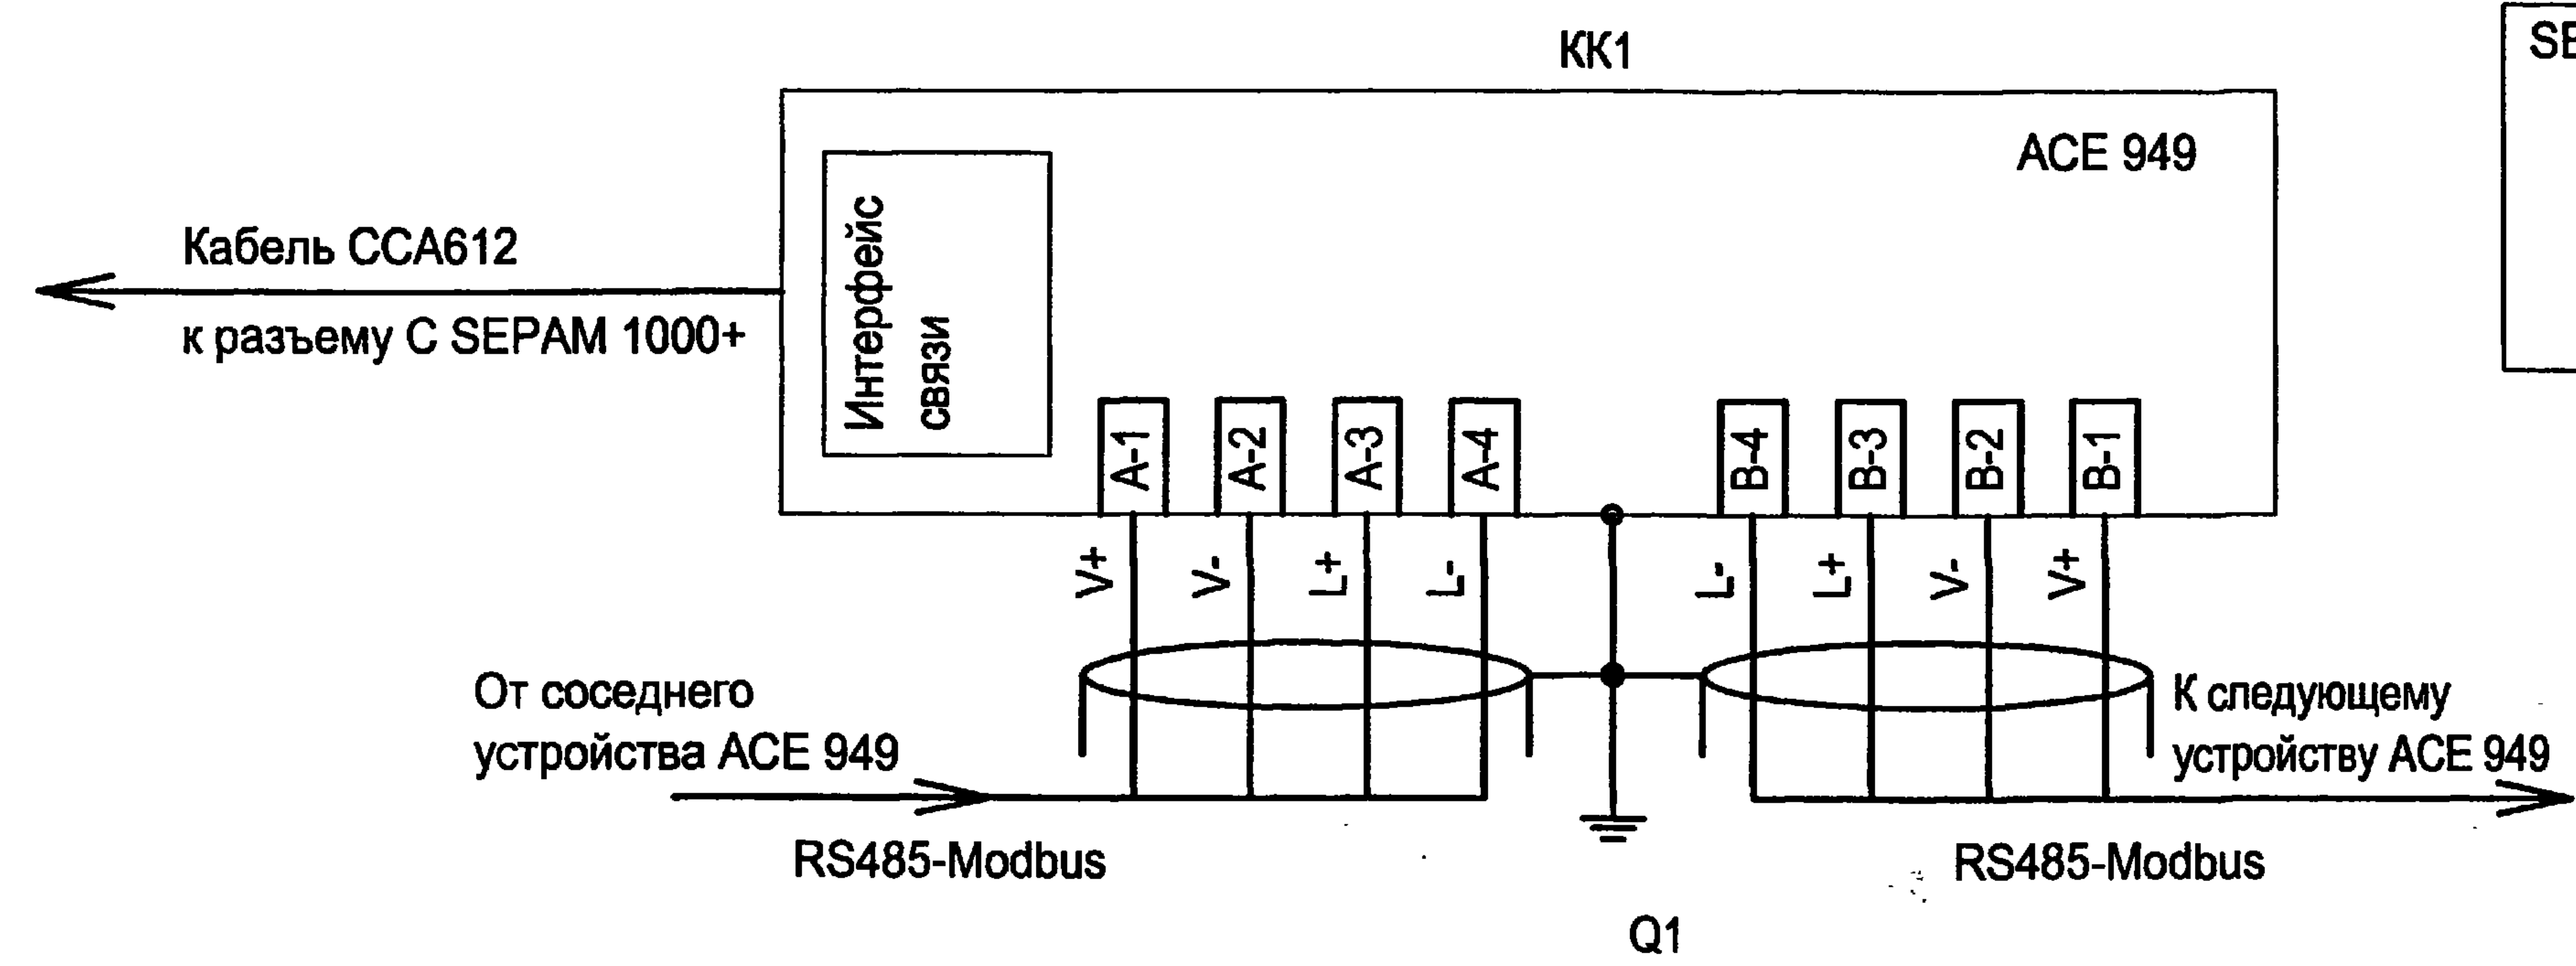 КК1
SE
ACE 949
Интерфейс
связи
Кабель CCA612
к разъему C SEPAM 1000+
A-1
A-2
A-3
A-4
B-4
B-3
B-2
B-1
V+
V-
L+
L-
L-
L+
V-
V+
От соседнего
устройства ACE 949
К следующему
устройству ACE 949
RS485-Modbus
RS485-Modbus
Q1